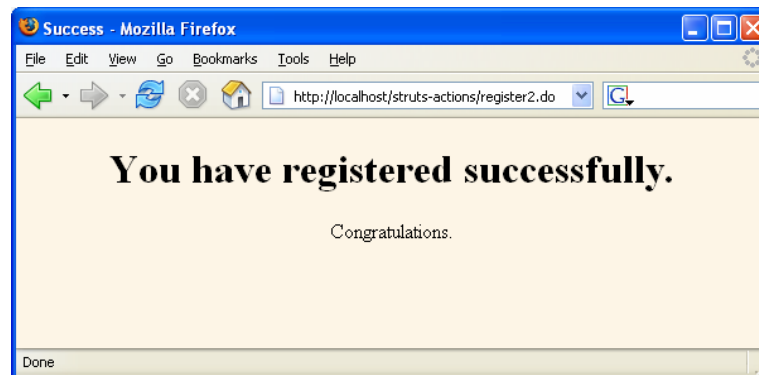 Success - Mozilla Firefox
File Edit View Go Bookmarks Tools Help
http://localhost/struts-actions/register2.do G
You have registered successfully.
Congratulations.
Done